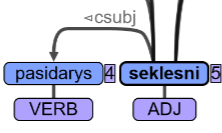 ⊲csubj
pasidarys 4 seklesni 5
VERB ADJ